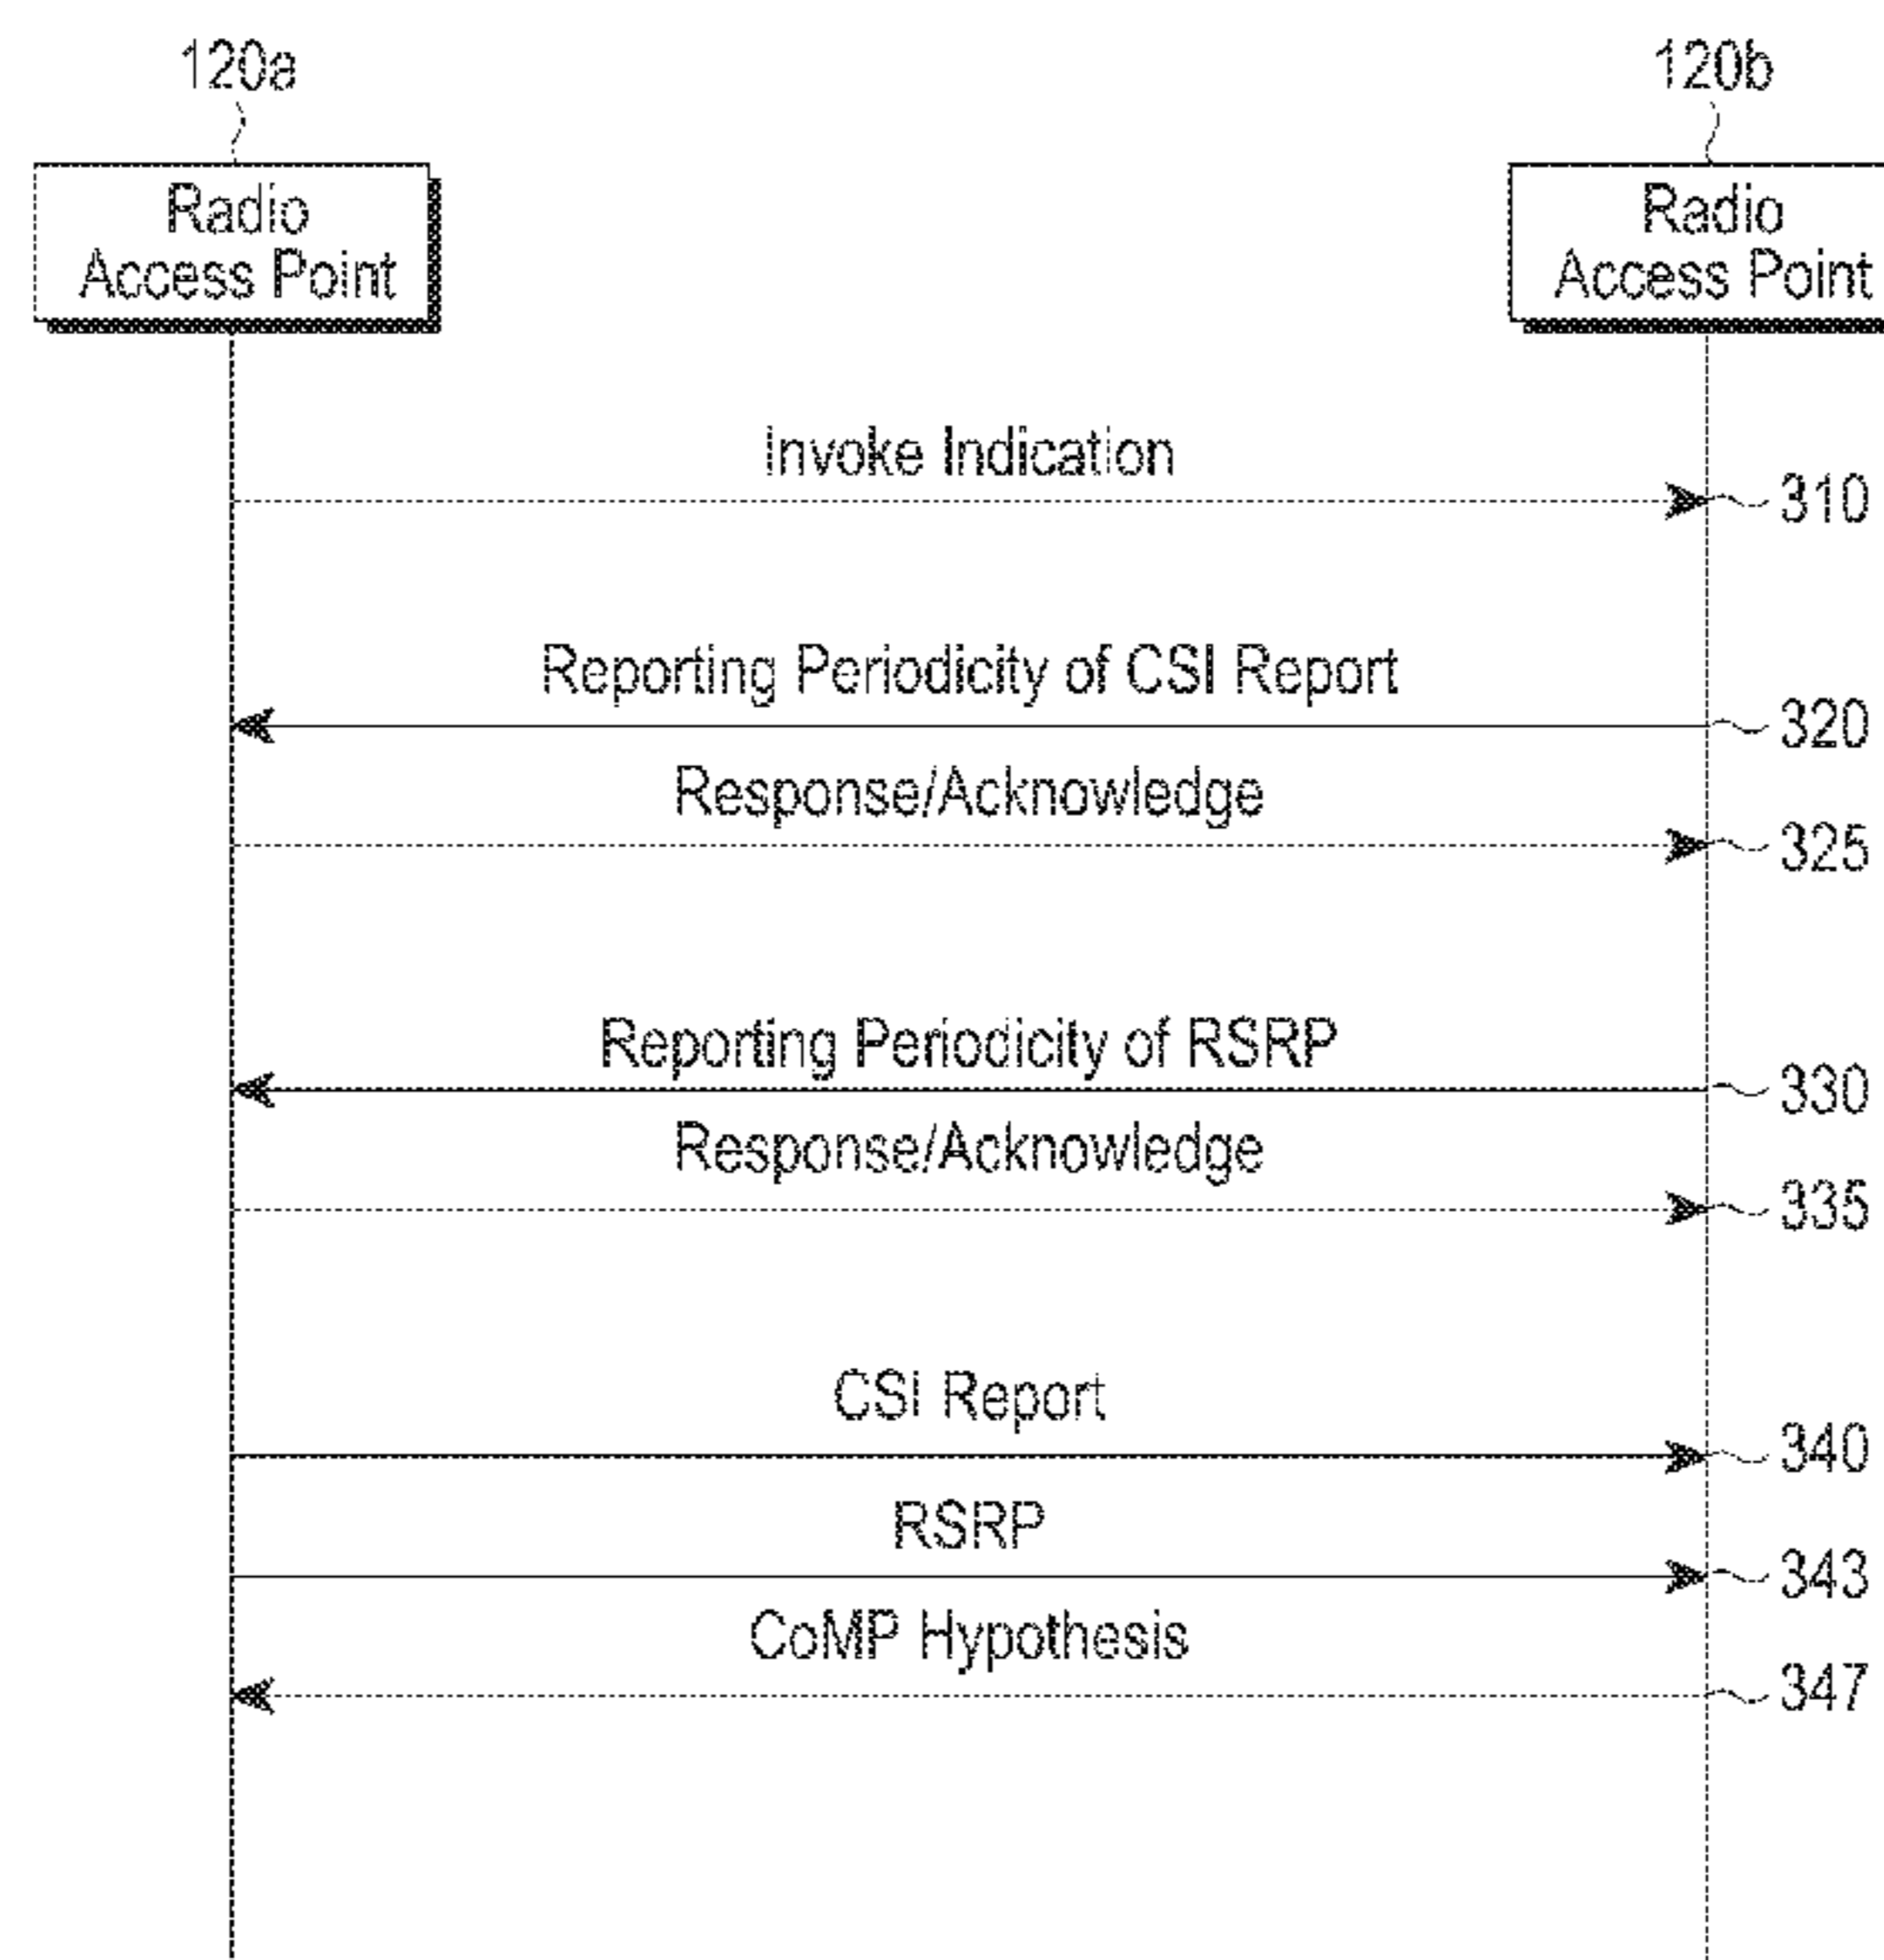 120a
120b
Radio
Access Point
Radio
Access Point
Invoke Indication
310
Reporting Periodicity of CSI Report
320
Response/Acknowledge
325
Reporting Periodicity of RSRP
330
Response/Acknowledge
335
CSI Report
340
RSRP
343
CoMP Hypothesis
347